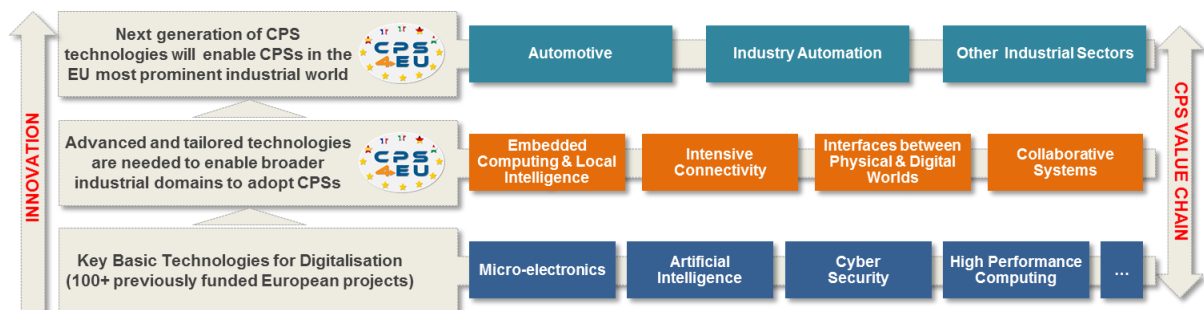 INNOVATION
Next generation of CPS
technologies will enable CPSs in the
EU most prominent industrial world
CPS
4EU
Automotive
Industry Automation
Other Industrial Sectors
Advanced and tailored technologies
are needed to enable broader
industrial domains to adopt CPSs
CPS
4EU
Embedded
Computing & Local
Intelligence
Intensive
Connectivity
Interfaces between
Physical & Digital
Worlds
Collaborative
Systems
Key Basic Technologies for Digitalisation
(100+ previously funded European projects)
Micro-electronics
Artificial
Intelligence
Cyber
Security
High Performance
Computing
...
CPS VALUE CHAIN